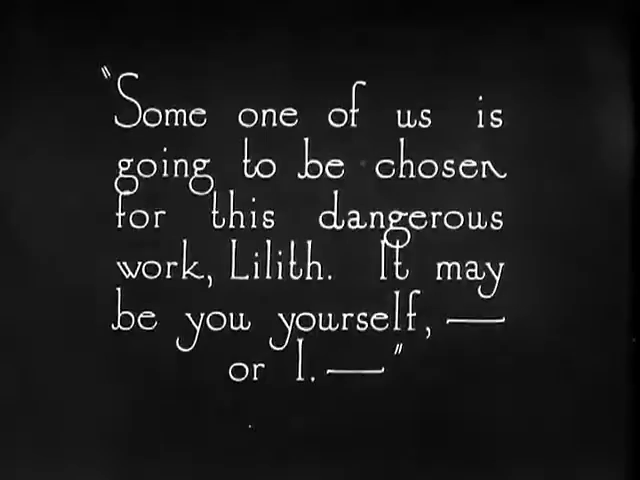 "Some one of us is
going to be chosen
for this dangerous
work, Lilith. It may
be you yourself, —
or I. —"